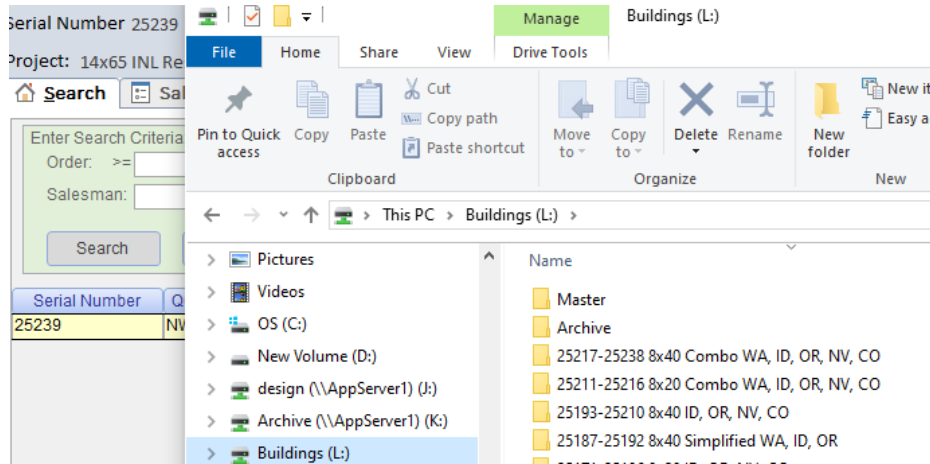 Serial Number 25239
Project: 14x65 INL Re
Search
Sal
Enter Search Criteria
Order: >=
Salesman:
Search
Serial Number
Q
25239
NW
Manage
Buildings (L:)
File
Home
Share
View
Drive Tools
Pin to Quick access
Copy
Paste
Cut
Copy path
Paste shortcut
Clipboard
Move to
Copy to
Delete
Rename
Organize
New folder
New it
Easy a
New
This PC > Buildings (L:) >
Pictures
Videos
OS (C:)
New Volume (D:)
design (\\AppServer1) (J:)
Archive (\\AppServer1) (K:)
Buildings (L:)
Name
Master
Archive
25217-25238 8x40 Combo WA, ID, OR, NV, CO
25211-25216 8x20 Combo WA, ID, OR, NV, CO
25193-25210 8x40 ID, OR, NV, CO
25187-25192 8x40 Simplified WA, ID, OR